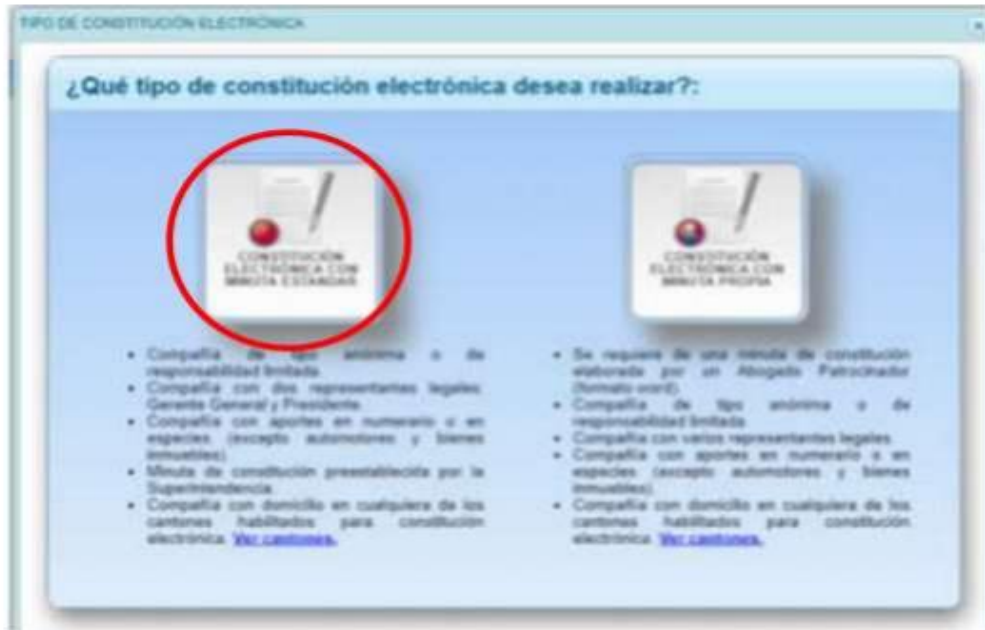 TIPO DE CONSTITUCIÓN ELECTRÓNICA
¿Qué tipo de constitución electrónica desea realizar?:
CONSTITUCIÓN
ELECTRÓNICA CON
MINUTA ESTANDAR
• Compañía de tipo anónima o de
responsabilidad limitada.
• Compañía con dos representantes legales:
Gerente General y Presidente.
• Compañía con aportes en numerario o en
especies (excepto automotores y bienes
inmuebles).
• Minuta de constitución preestablecida por la
Superintendencia.
• Compañía con domicilio en cualquiera de los
cantones habilitados para constitución
electrónica. Ver cantones.
CONSTITUCIÓN
ELECTRÓNICA CON
MINUTA PROPIA
• Se requiere de una minuta de constitución
elaborada por un Abogado Patrocinador
(formato word).
• Compañía de tipo anónima o de
responsabilidad limitada.
• Compañía con varios representantes legales.
• Compañía con aportes en numerario o en
especies (excepto automotores y bienes
inmuebles).
• Compañía con domicilio en cualquiera de los
cantones habilitados para constitución
electrónica. Ver cantones.